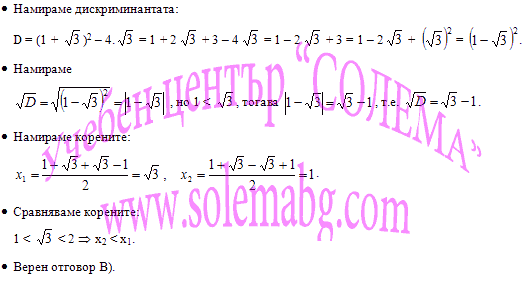 • Намираме дискриминантата:
D = (1 + √3)² – 4.√3 = 1 + 2√3 + 3 – 4√3 = 1 – 2√3 + 3 = 1 – 2√3 + (√3)² = (1 – √3)².
• Намираме
√D = √(1 – √3)² = |1 – √3|, но 1 < √3, тогава |1 – √3| = √3 – 1, т.е. √D = √3 – 1.
• Намираме корените:
x₁ = (1 + √3 + √3 – 1)/2 = √3, x₂ = (1 + √3 – √3 + 1)/2 = 1.
• Сравняваме корените:
1 < √3 < 2 ⇒ x₂ < x₁.
• Верен отговор В).
Учебен център "СОЛЕМА"
www.solemabg.com